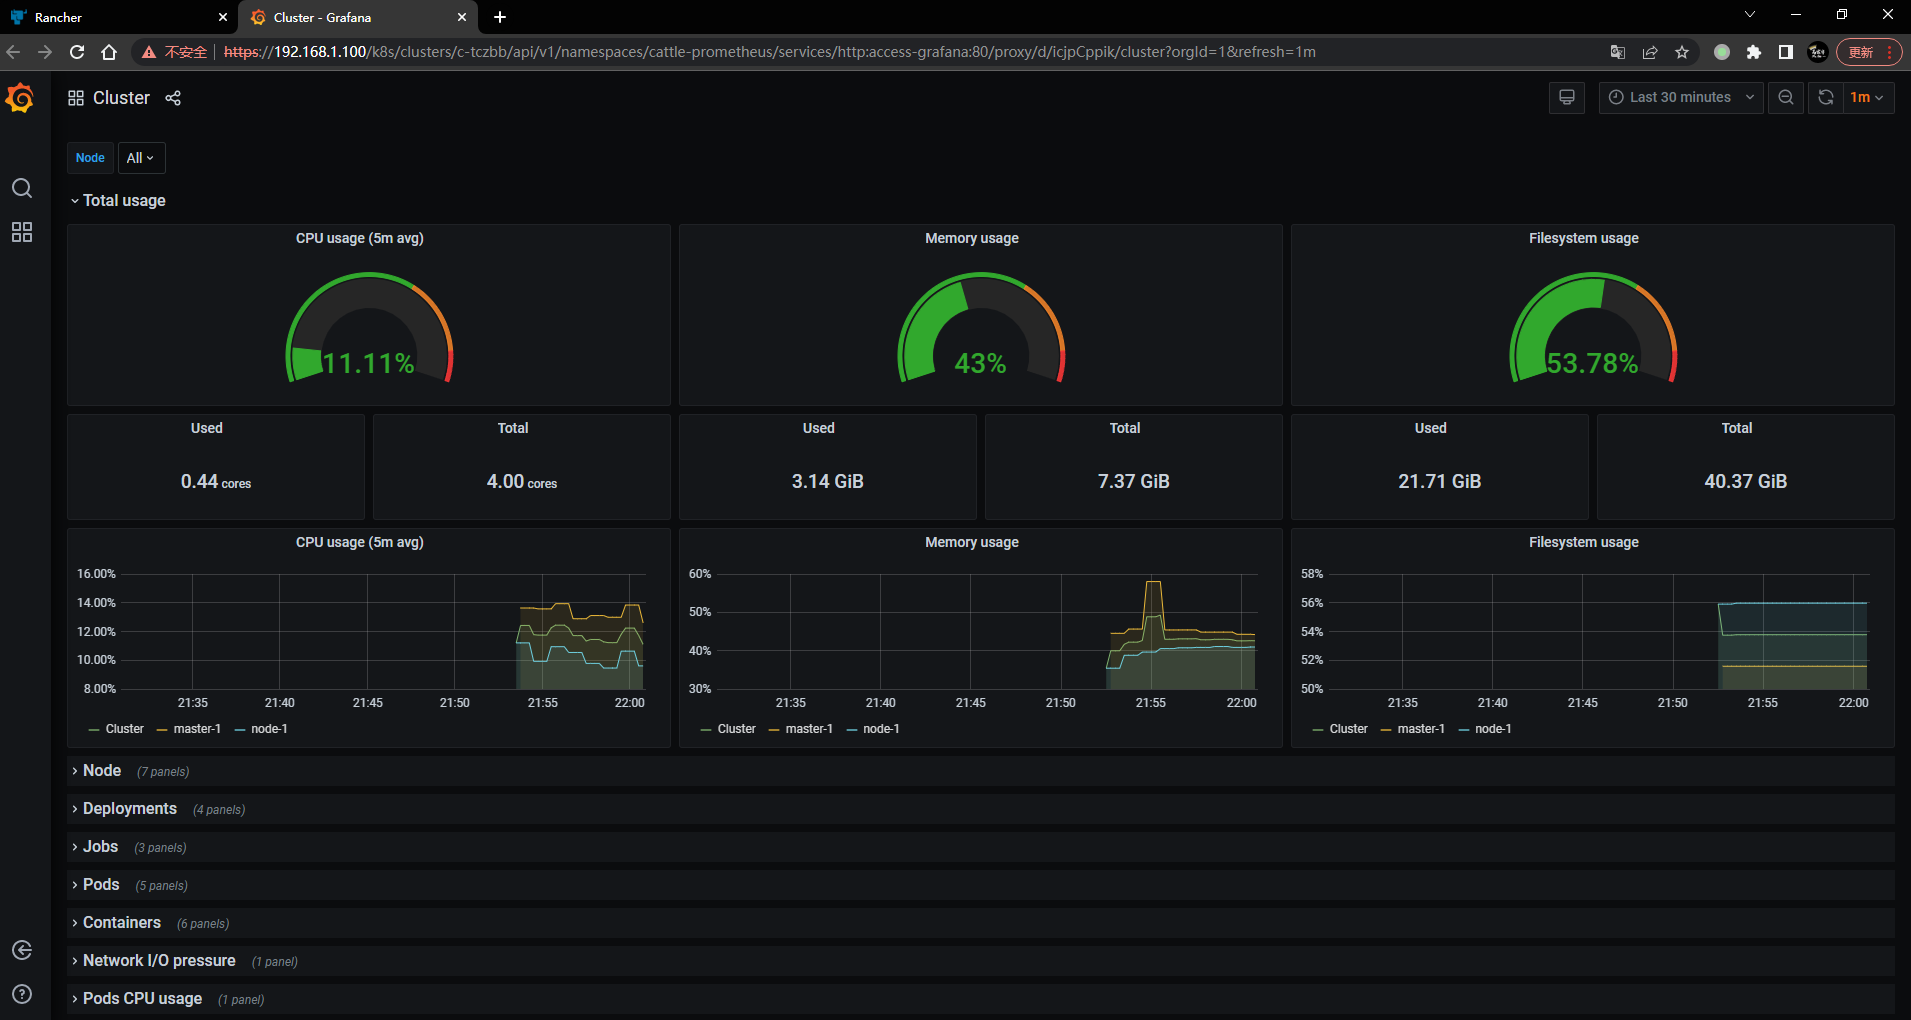 Rancher
Cluster - Grafana
不安全 https://192.168.1.100/k8s/clusters/c-tczbb/api/v1/namespaces/cattle-prometheus/services/http:access-grafana:80/proxy/d/icjpCppik/cluster?orgId=1&refresh=1m 更新
Cluster Last 30 minutes 1m
Node All
Total usage
CPU usage (5m avg) Memory usage Filesystem usage
11.11% 43% 53.78%
Used Total Used Total Used Total
0.44 cores 4.00 cores 3.14 GiB 7.37 GiB 21.71 GiB 40.37 GiB
CPU usage (5m avg)
16.00%
14.00%
12.00%
10.00%
8.00%
21:35 21:40 21:45 21:50 21:55 22:00
Cluster master-1 node-1
Memory usage
60%
50%
40%
30%
21:35 21:40 21:45 21:50 21:55 22:00
Cluster master-1 node-1
Filesystem usage
58%
56%
54%
52%
50%
21:35 21:40 21:45 21:50 21:55 22:00
Cluster master-1 node-1
Node (7 panels)
Deployments (4 panels)
Jobs (3 panels)
Pods (5 panels)
Containers (6 panels)
Network I/O pressure (1 panel)
Pods CPU usage (1 panel)